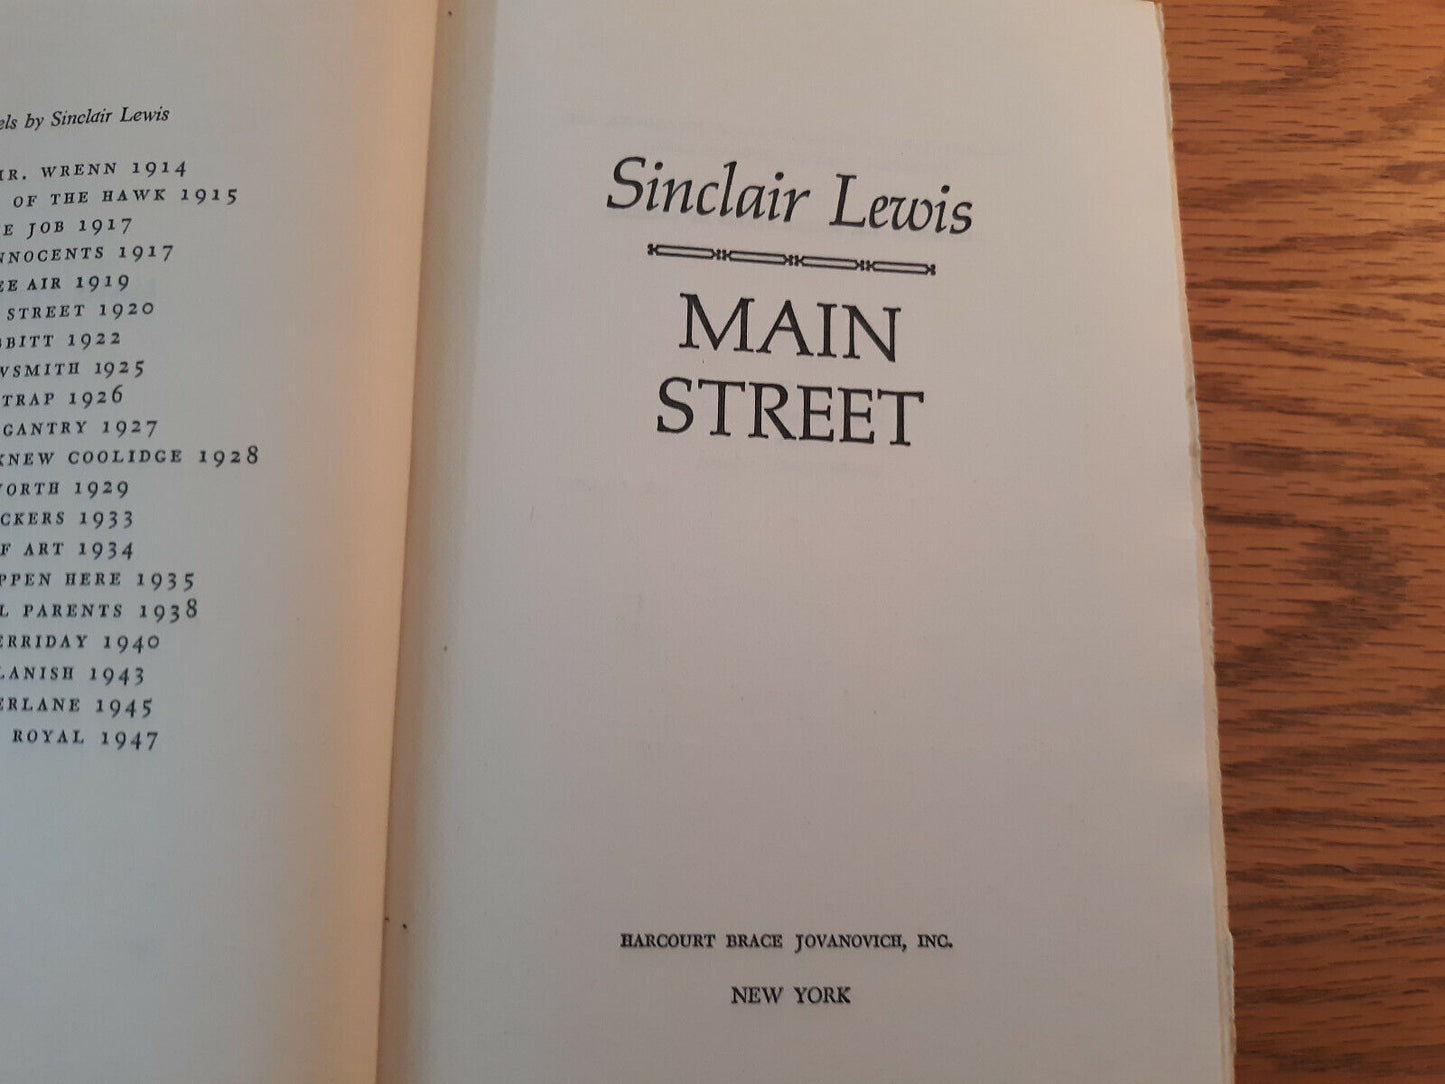 els by Sinclair Lewis
MR. WRENN 1914
OF THE HAWK 1915
E JOB 1917
NNOCENTS 1917
EE AIR 1919
STREET 1920
BBITT 1922
WSMITH 1925
TRAP 1926
GANTRY 1927
KNEW COOLIDGE 1928
WORTH 1929
CKERS 1933
F ART 1934
PPEN HERE 1935
L PARENTS 1938
ERRIDAY 1940
LANISH 1943
ERLANE 1945
ROYAL 1947
Sinclair Lewis
MAIN
STREET
HARCOURT BRACE JOVANOVICH, INC.
NEW YORK